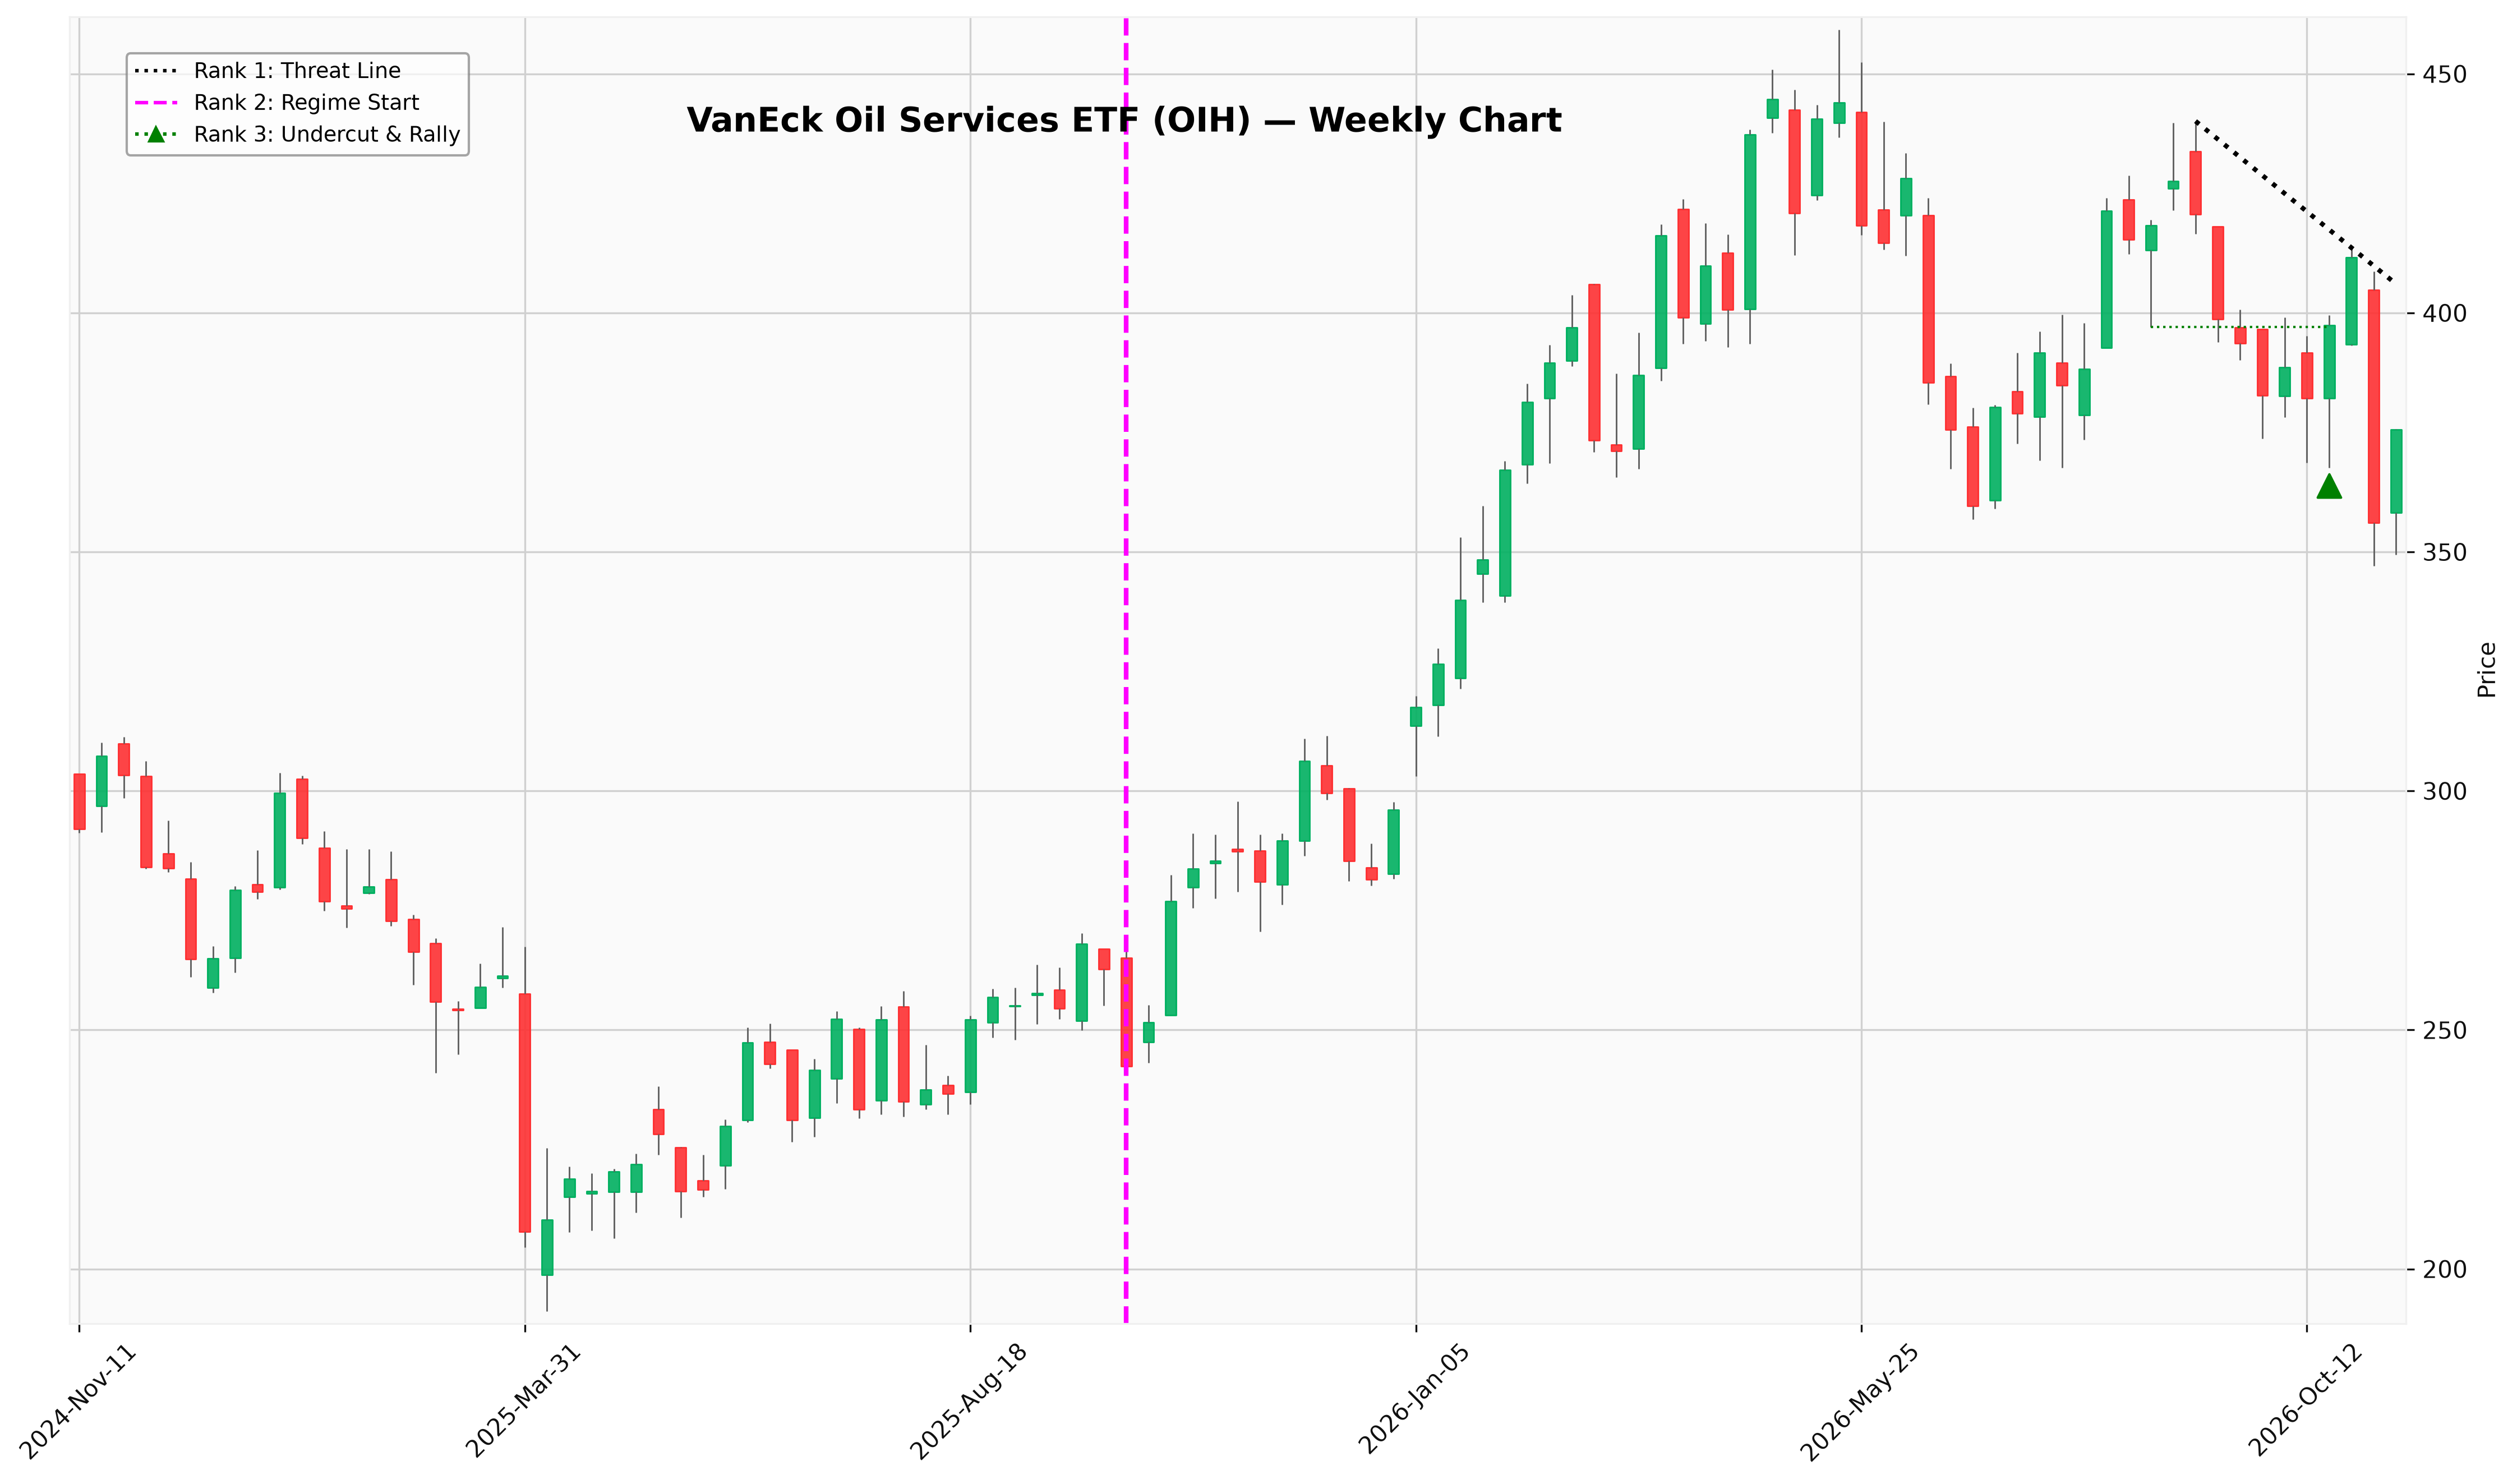 Rank 1: Threat Line
Rank 2: Regime Start
Rank 3: Undercut & Rally
VanEck Oil Services ETF (OIH) — Weekly Chart
450
400
350
300
250
200
Price
2024-Nov-11
2025-Mar-31
2025-Aug-18
2026-Jan-05
2026-May-25
2026-Oct-12